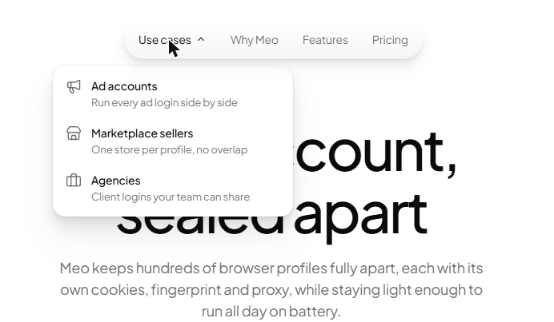 Use cases
Why Meo
Features
Pricing
Ad accounts
Run every ad login side by side
Marketplace sellers
One store per profile, no overlap
Agencies
Client logins your team can share
ccount,
sealed apart
Meo keeps hundreds of browser profiles fully apart, each with its
own cookies, fingerprint and proxy, while staying light enough to
run all day on battery.